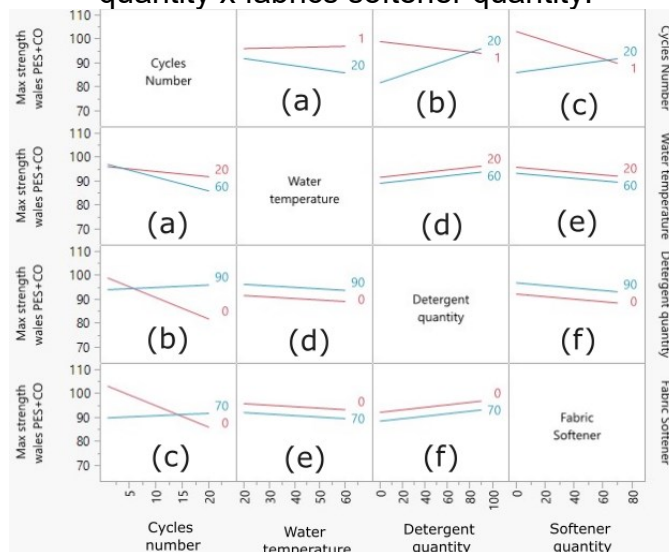 quantity x fabrics softener quantity.
Max strength
wales PES+CO
110
100
90
80
70
Cycles
Number
1
20
(a)
20
1
(b)
20
1
(c)
Cycles Number
Max strength
wales PES+CO
110
100
90
80
70
20
60
(a)
Water
temperature
20
60
(d)
20
60
(e)
Water temperature
Max strength
wales PES+CO
110
100
90
80
70
90
0
(b)
90
0
(d)
Detergent
quantity
90
0
(f)
Detergent quantity
Max strength
wales PES+CO
110
100
90
80
70
70
0
(c)
0
70
(e)
0
70
(f)
Fabric
Softener
Fabric Softener
5 10 15 20
20 30 40 50 60
0 20 40 60 80 100
0 20 40 60 80
Cycles
number
Water
temperature
Detergent
quantity
Softener
quantity